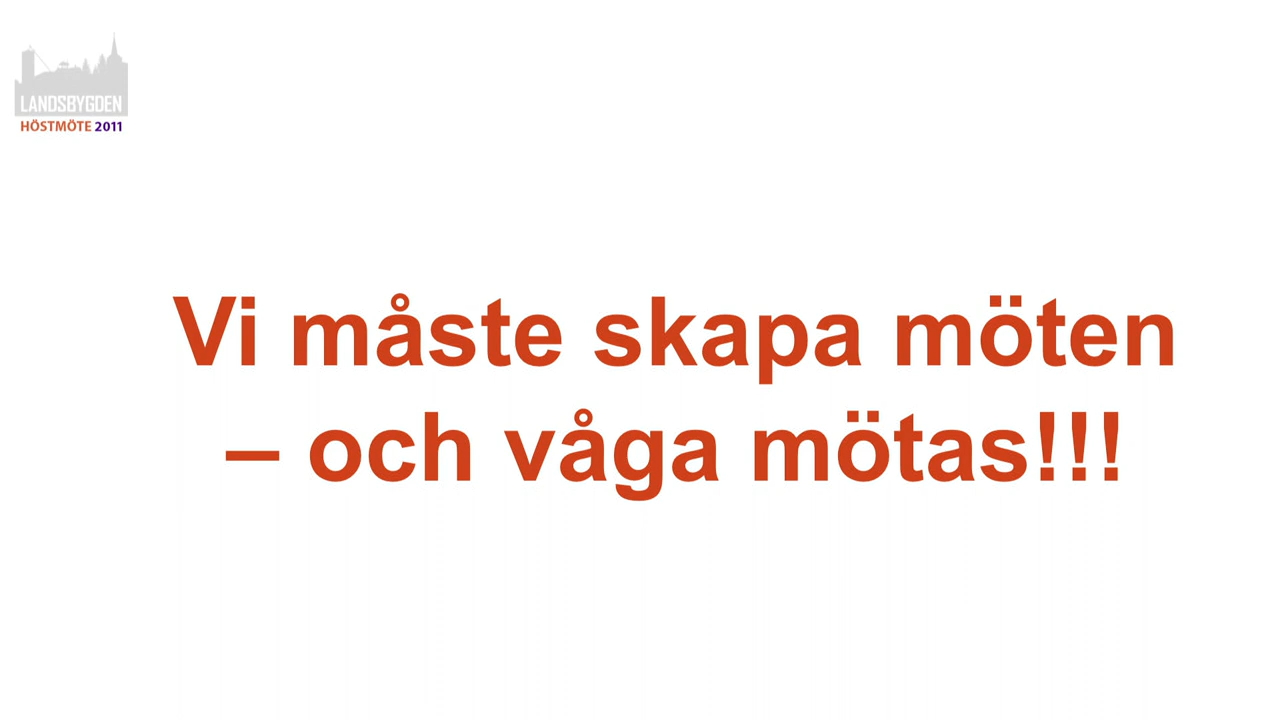 LANDSBYGDEN
HÖSTMÖTE 2011
Vi måste skapa möten
– och våga mötas!!!